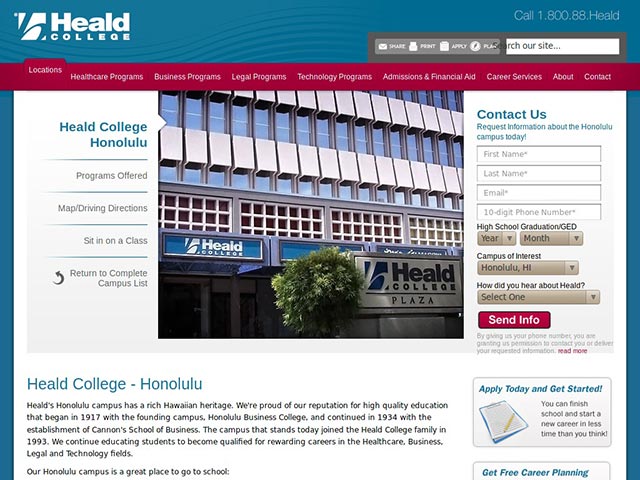 Heald
COLLEGE
Call 1.800.88.Heald
SHARE PRINT APPLY
earch our site...
Locations
Healthcare Programs Business Programs Legal Programs Technology Programs Admissions & Financial Aid Career Services About Contact
Heald College
Honolulu
Programs Offered
Map/Driving Directions
Sit in on a Class
Return to Complete
Campus List
Heald
COLLEGE
Heald
COLLEGE
PLAZA
Contact Us
Request Information about the Honolulu
campus today!
First Name*
Last Name*
Email*
10-digit Phone Number*
High School Graduation/GED
Year Month
Campus of Interest
Honolulu, HI
How did you hear about Heald?
Select One
Send Info
By giving us your phone number, you are
granting us permission to contact you or deliver
your requested information. read more
Heald College - Honolulu
Heald's Honolulu campus has a rich Hawaiian heritage. We're proud of our reputation for high quality education
that began in 1917 with the founding campus, Honolulu Business College, and continued in 1934 with the
establishment of Cannon's School of Business. The campus that stands today joined the Heald College family in
1993. We continue educating students to become qualified for rewarding careers in the Healthcare, Business,
Legal and Technology fields.
Our Honolulu campus is a great place to go to school:
Apply Today and Get Started!
You can finish
school and start a
new career in less
time than you think!
Get Free Career Planning